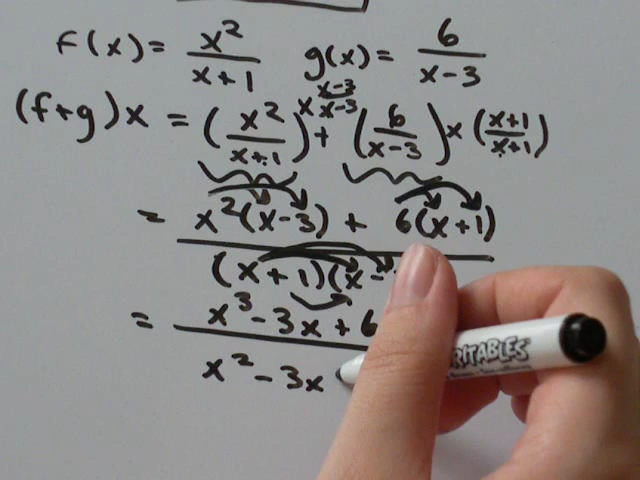 f(x) = x²/(x+1) g(x) = 6/(x-3)
(f+g)x = (x²/(x+1)) × (x-3)/(x-3) + (6/(x-3)) × ((x+1)/(x+1))
= x²(x-3) + 6(x+1)
(x+1)(x-
= x³ - 3x + 6
x² - 3x
RITABLES